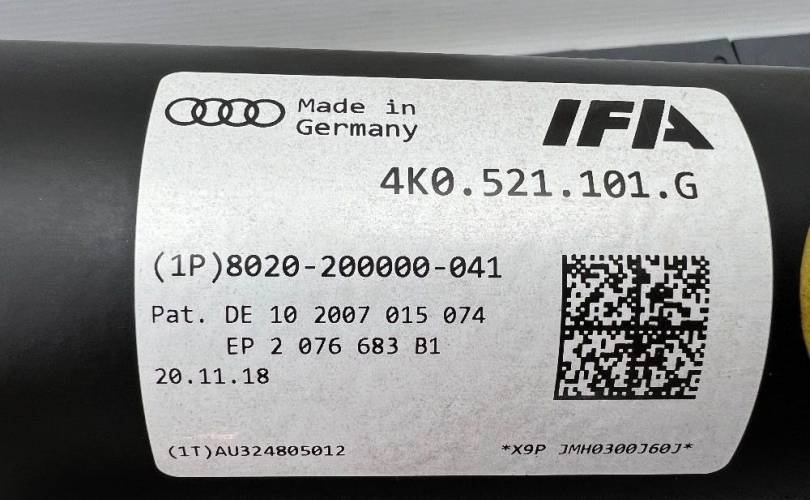 Made in
Germany
IFA
4K0.521.101.G
(1P)8020-200000-041
Pat. DE 10 2007 015 074
EP 2 076 683 B1
20.11.18
(1T)AU324805012
*X9P JMH0300J60J*